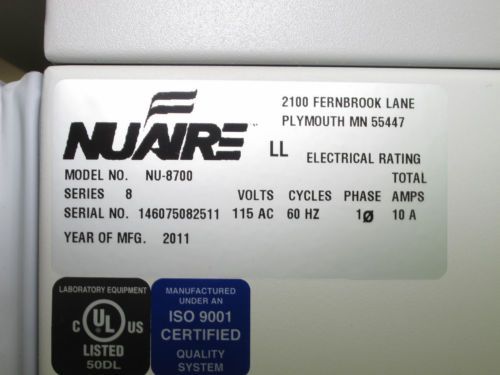 2100 FERNBROOK LANE
PLYMOUTH MN 55447
NUAIRE™
LL ELECTRICAL RATING
MODEL NO. NU-8700 TOTAL
SERIES 8 VOLTS CYCLES PHASE AMPS
SERIAL NO. 146075082511 115 AC 60 HZ 1Ø 10 A
YEAR OF MFG. 2011
LABORATORY EQUIPMENT
C UL US
LISTED
50DL
MANUFACTURED
UNDER AN
ISO 9001
CERTIFIED
QUALITY
SYSTEM